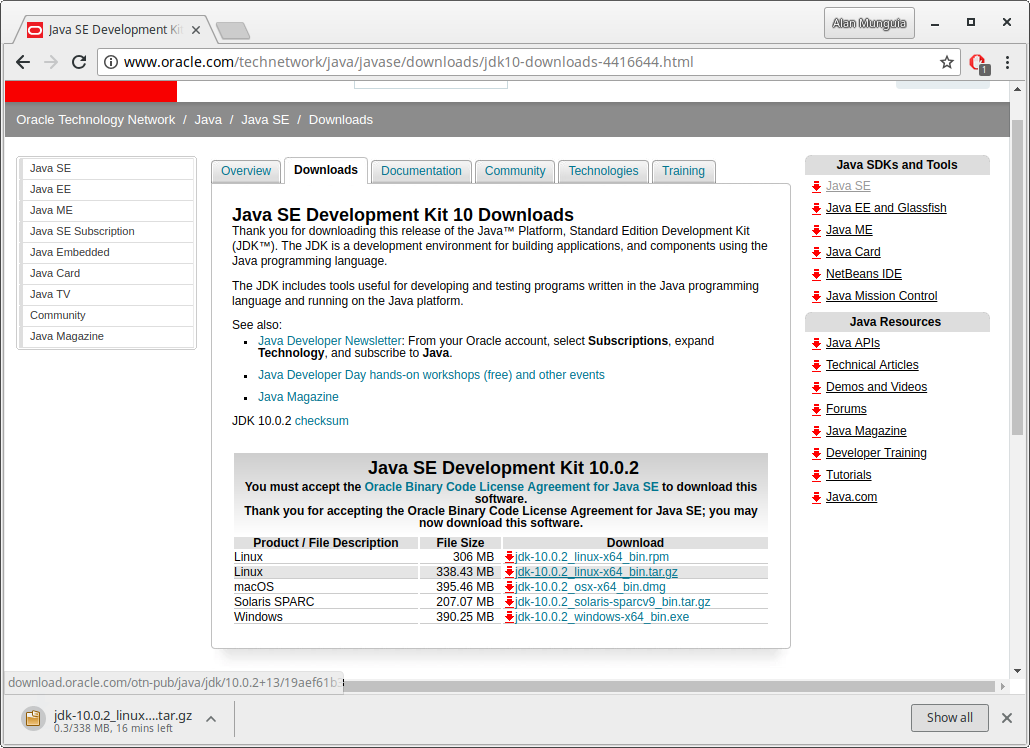 Java SE Development Kit
Alan Munguia
www.oracle.com/technetwork/java/javase/downloads/jdk10-downloads-4416644.html
1
Oracle Technology Network / Java / Java SE / Downloads
Java SE
Java EE
Java ME
Java SE Subscription
Java Embedded
Java Card
Java TV
Community
Java Magazine
Overview
Downloads
Documentation
Community
Technologies
Training
Java SE Development Kit 10 Downloads
Thank you for downloading this release of the Java™ Platform, Standard Edition Development Kit
(JDK™). The JDK is a development environment for building applications, and components using the
Java programming language.
The JDK includes tools useful for developing and testing programs written in the Java programming
language and running on the Java platform.
See also:
Java Developer Newsletter: From your Oracle account, select Subscriptions, expand
Technology, and subscribe to Java.
Java Developer Day hands-on workshops (free) and other events
Java Magazine
JDK 10.0.2 checksum
Java SE Development Kit 10.0.2
You must accept the Oracle Binary Code License Agreement for Java SE to download this
software.
Thank you for accepting the Oracle Binary Code License Agreement for Java SE; you may
now download this software.
Product / File Description File Size Download
Linux 306 MB jdk-10.0.2_linux-x64_bin.rpm
Linux 338.43 MB jdk-10.0.2_linux-x64_bin.tar.gz
macOS 395.46 MB jdk-10.0.2_osx-x64_bin.dmg
Solaris SPARC 207.07 MB jdk-10.0.2_solaris-sparcv9_bin.tar.gz
Windows 390.25 MB jdk-10.0.2_windows-x64_bin.exe
Java SDKs and Tools
Java SE
Java EE and Glassfish
Java ME
Java Card
NetBeans IDE
Java Mission Control
Java Resources
Java APIs
Technical Articles
Demos and Videos
Forums
Java Magazine
Developer Training
Tutorials
Java.com
download.oracle.com/otn-pub/java/jdk/10.0.2+13/19aef61b3
jdk-10.0.2_linux....tar.gz
0.3/338 MB, 16 mins left
Show all